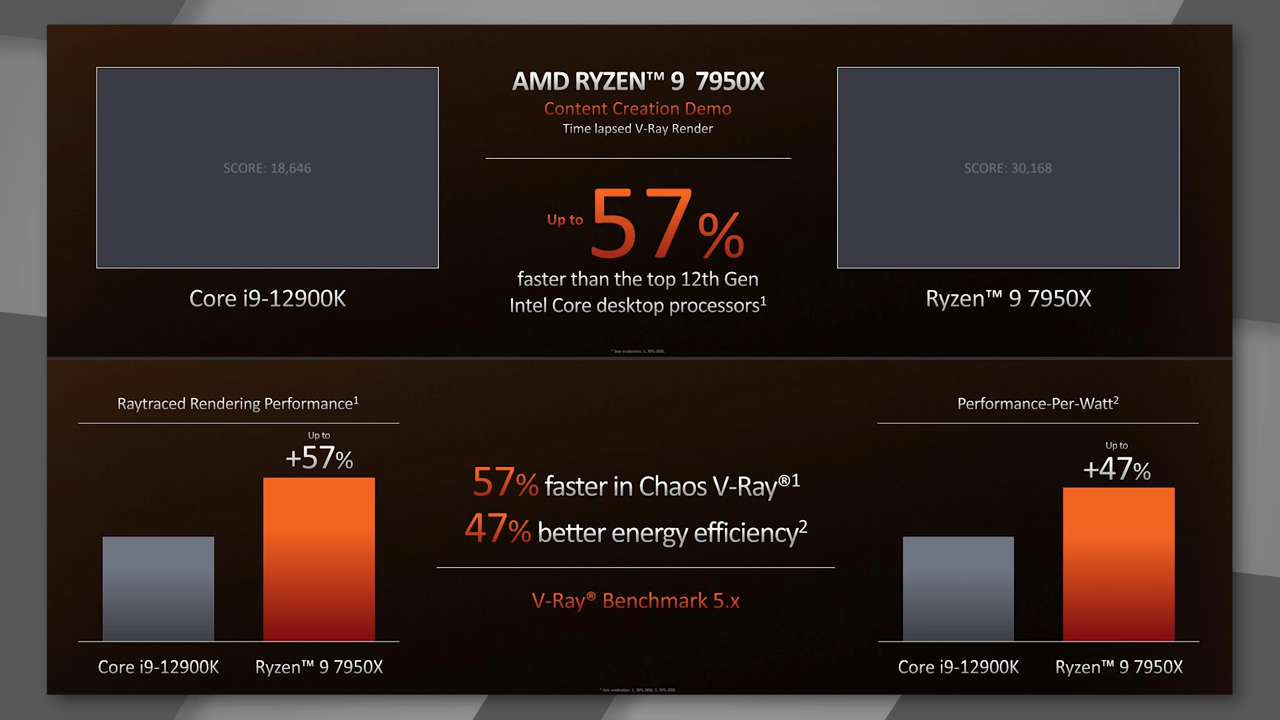 AMD RYZEN™ 9 7950X
Content Creation Demo
Time lapsed V-Ray Render
SCORE: 18,646
SCORE: 30,168
Up to 57%
faster than the top 12th Gen
Intel Core desktop processors1
Core i9-12900K
Ryzen™ 9 7950X
Raytraced Rendering Performance1
Up to
+57%
Core i9-12900K
Ryzen™ 9 7950X
57% faster in Chaos V-Ray®1
47% better energy efficiency2
V-Ray® Benchmark 5.x
Performance-Per-Watt2
Up to
+47%
Core i9-12900K
Ryzen™ 9 7950X